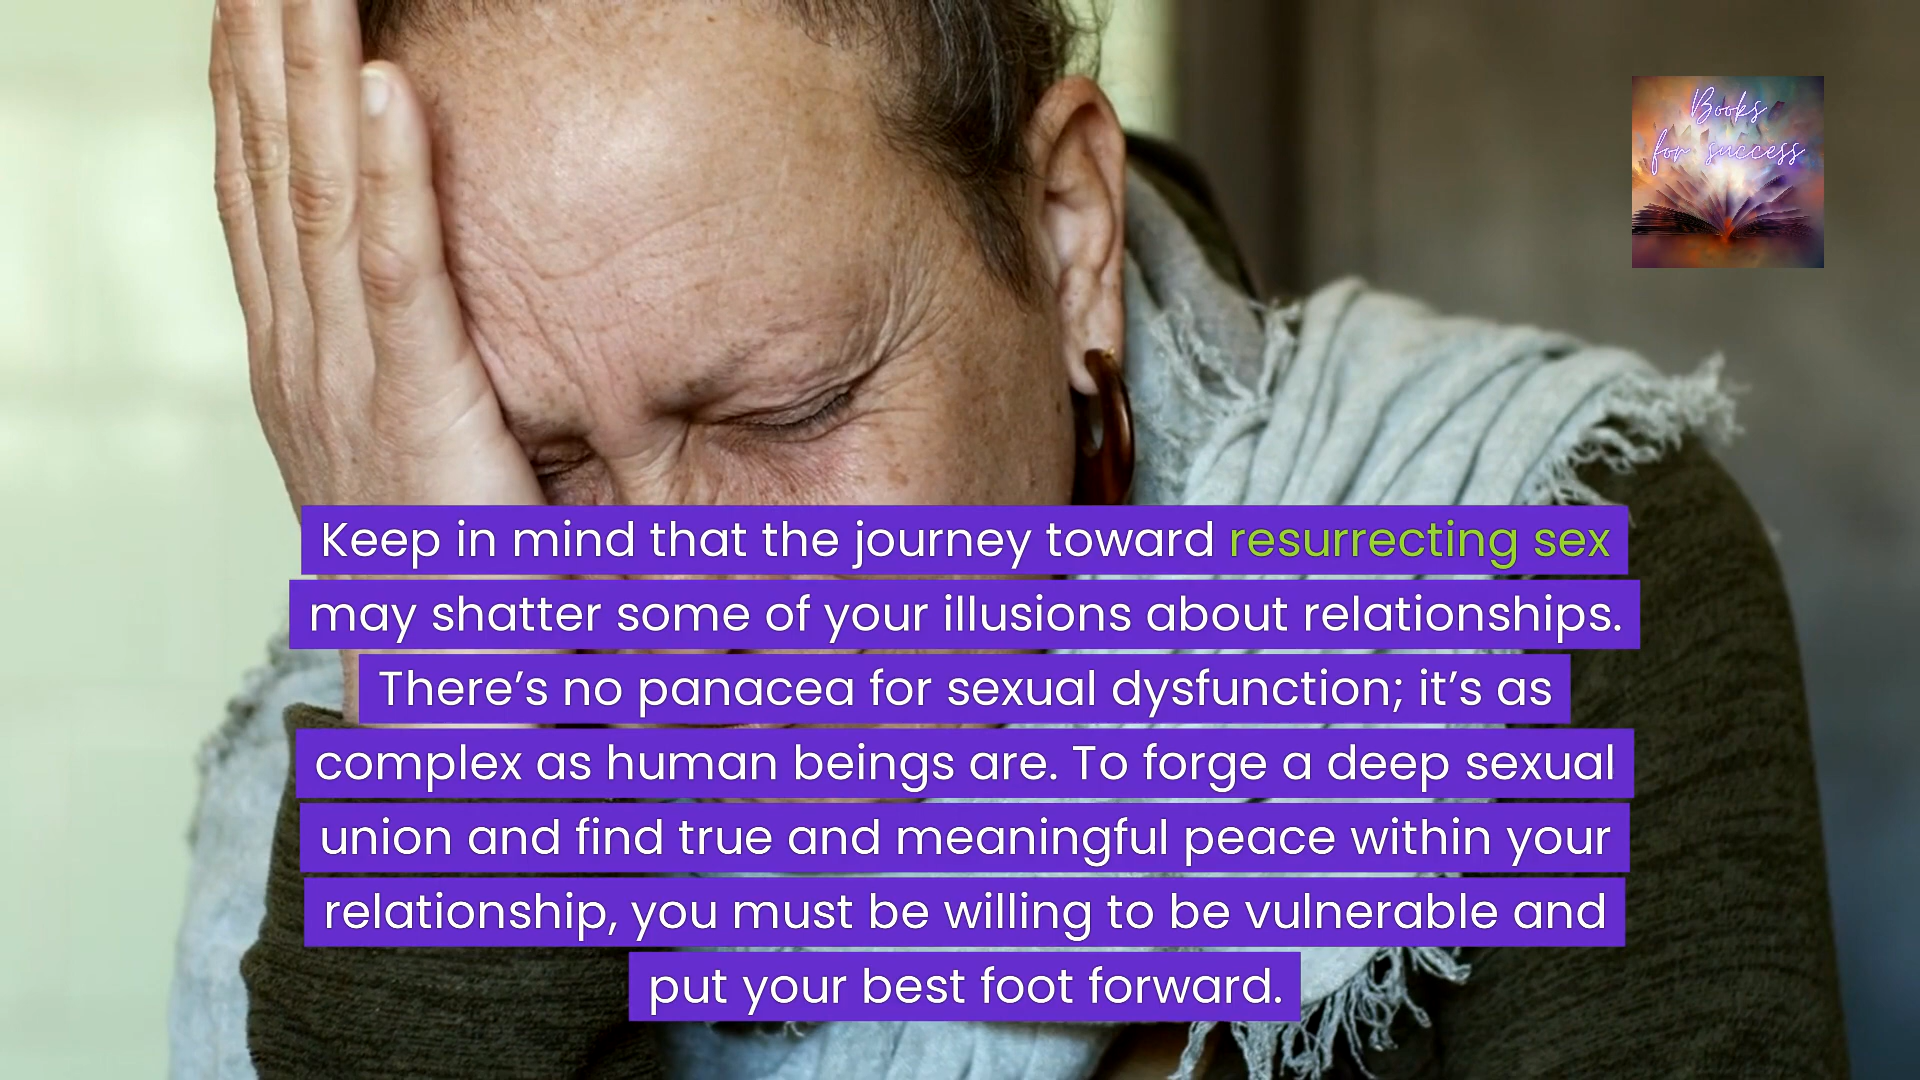 Books
for success
Keep in mind that the journey toward resurrecting sex
may shatter some of your illusions about relationships.
There’s no panacea for sexual dysfunction; it’s as
complex as human beings are. To forge a deep sexual
union and find true and meaningful peace within your
relationship, you must be willing to be vulnerable and
put your best foot forward.